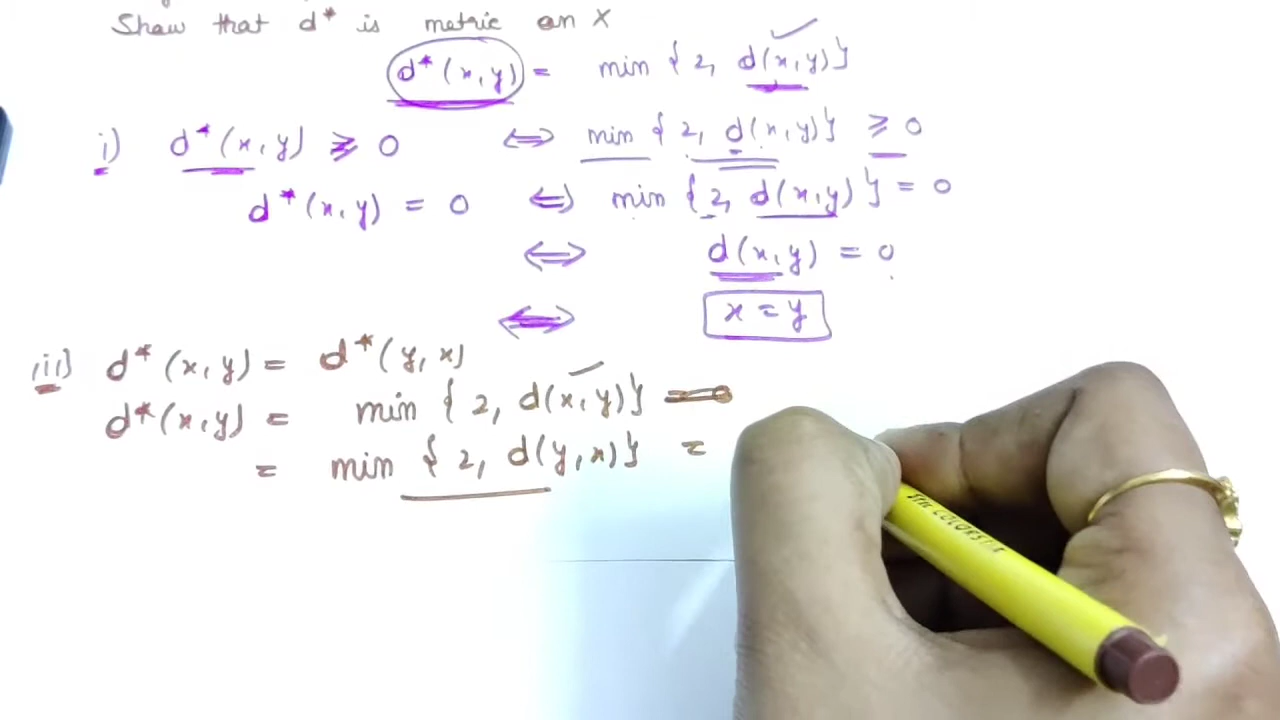 Show that d* is metric on X
d*(x,y) = min { 2, d(x,y)}
i) d*(x,y) ≥ 0 ⇔ min { 2, d(x,y)} ≥ 0
d*(x,y) = 0 ⇔ min { 2, d(x,y)} = 0
⇔ d(x,y) = 0
⇔ x = y
iii) d*(x,y) = d*(y,x)
d*(x,y) = min { 2, d(x,y)}
= min { 2, d(y,x)} =